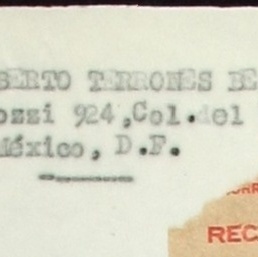 BERTO TERRONES BE
ozzi 924, Col. del
México, D.F.
REC